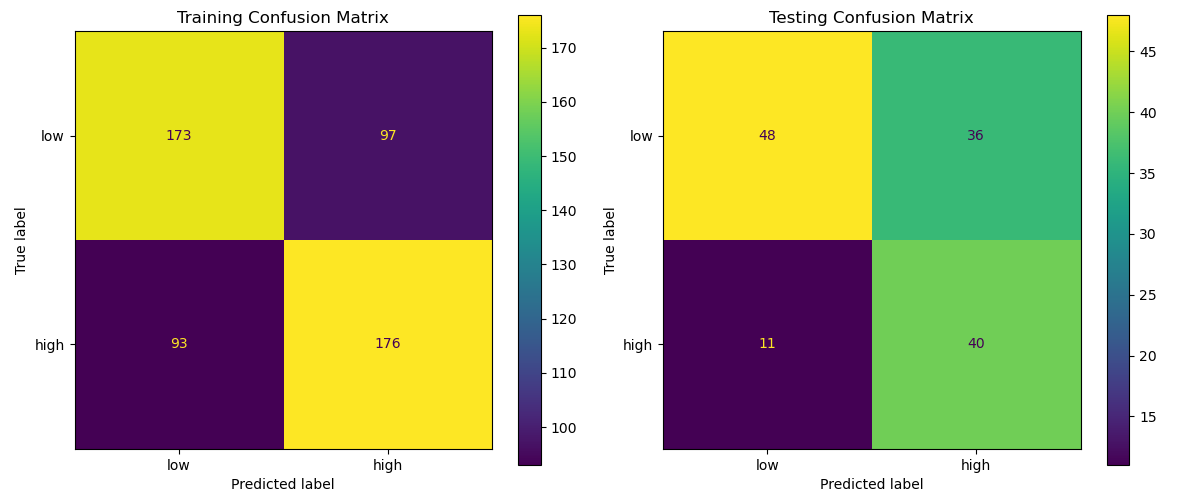 Training Confusion Matrix
True label
low
high
173
97
93
176
low
high
Predicted label
170
160
150
140
130
120
110
100
Testing Confusion Matrix
True label
low
high
48
36
11
40
low
high
Predicted label
45
40
35
30
25
20
15